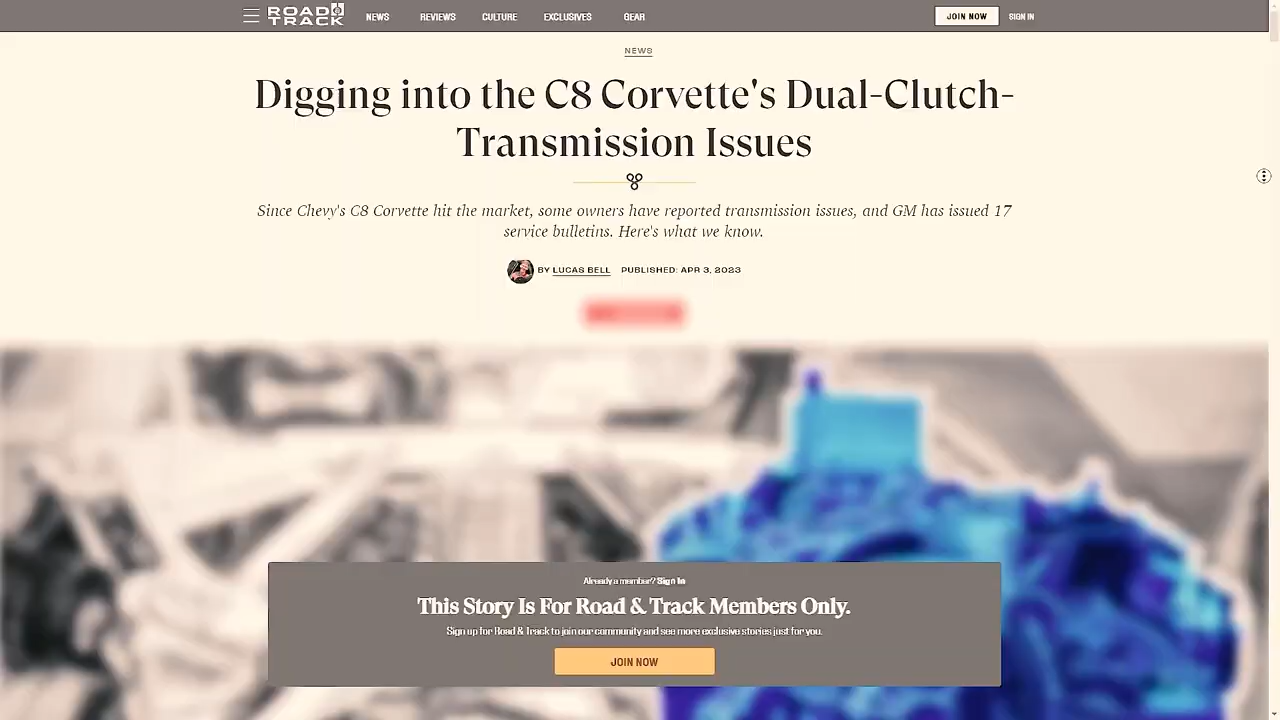 ROAD & TRACK NEWS REVIEWS CULTURE EXCLUSIVES GEAR JOIN NOW SIGN IN
NEWS
Digging into the C8 Corvette's Dual-Clutch-
Transmission Issues
Since Chevy's C8 Corvette hit the market, some owners have reported transmission issues, and GM has issued 17
service bulletins. Here's what we know.
BY LUCAS BELL PUBLISHED: APR 3, 2023
Already a member? Sign In
This Story Is For Road & Track Members Only.
Sign up for Road & Track to join our community and see more exclusive stories just for you.
JOIN NOW